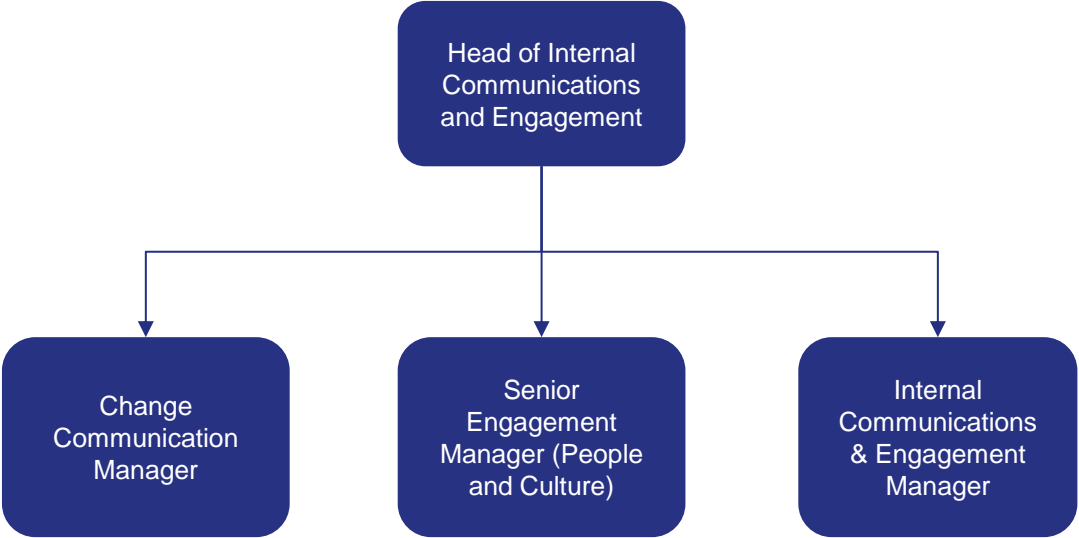 Head of Internal
Communications
and Engagement
Change
Communication
Manager
Senior
Engagement
Manager (People
and Culture)
Internal
Communications
& Engagement
Manager